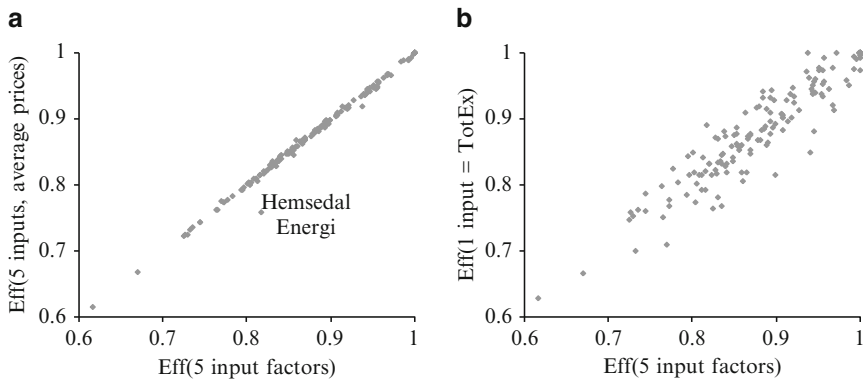 a
Eff(5 inputs, average prices)
1
0.9
0.8
0.7
0.6
Hemsedal
Energi
0.6 0.7 0.8 0.9 1
Eff(5 input factors)
b
Eff(1 input = TotEx)
1
0.9
0.8
0.7
0.6
0.6 0.7 0.8 0.9 1
Eff(5 input factors)